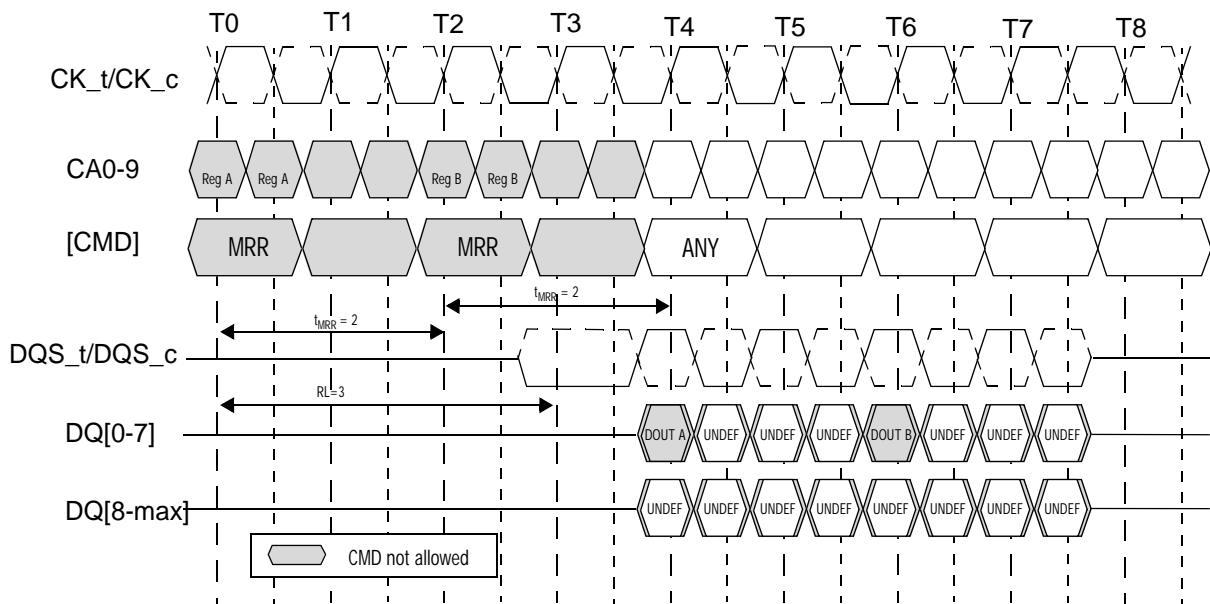 T0 T1 T2 T3 T4 T5 T6 T7 T8
CK_t/CK_c
CA0-9
Reg A Reg A Reg B Reg B
[CMD]
MRR MRR ANY
tMRR = 2
tMRR = 2
DQS_t/DQS_c
RL=3
DQ[0-7]
DOUT A UNDEF UNDEF UNDEF DOUT B UNDEF UNDEF UNDEF
DQ[8-max]
UNDEF UNDEF UNDEF UNDEF UNDEF UNDEF UNDEF UNDEF
CMD not allowed